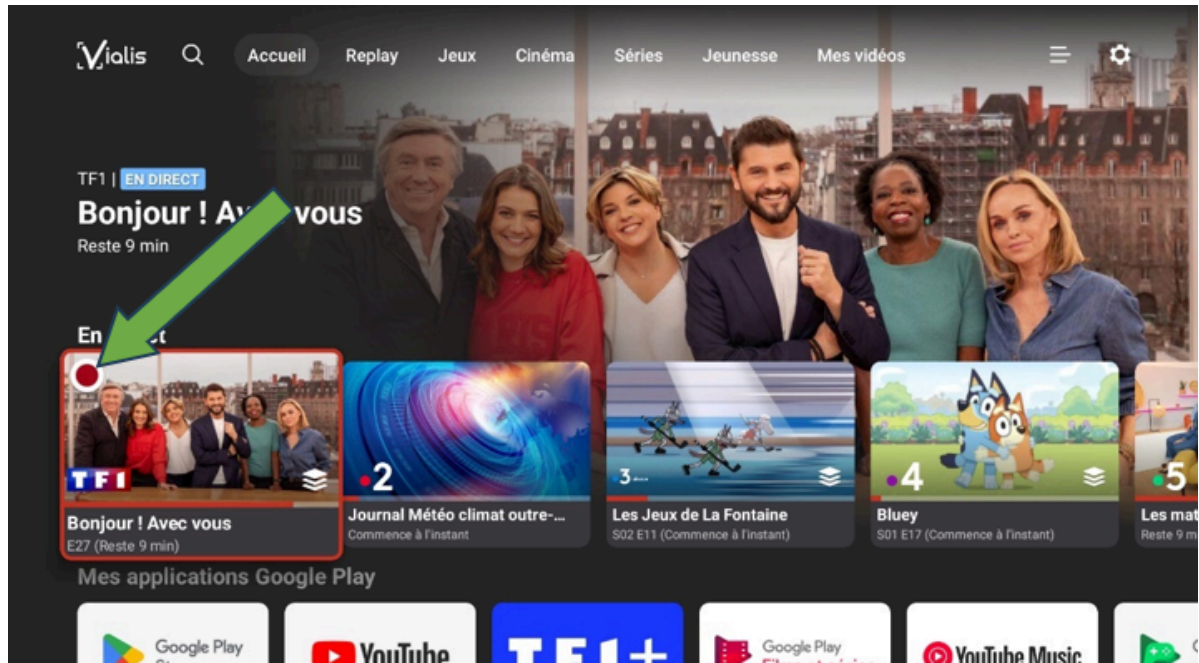 Vialis Accueil Replay Jeux Cinéma Séries Jeunesse Mes vidéos
TF1 | EN DIRECT
Bonjour ! A vous
Reste 9 min
En
TF1
2
3
4
5
Bonjour ! Avec vous
E27 (Reste 9 min)
Journal Météo climat outre-...
Commence à l'instant
Les Jeux de La Fontaine
S02 E11 (Commence à l'instant)
Bluey
S01 E17 (Commence à l'instant)
Les mat
Reste 9 m
Mes applications Google Play
Google Play
YouTube
TF1+
Google Play
YouTube Music